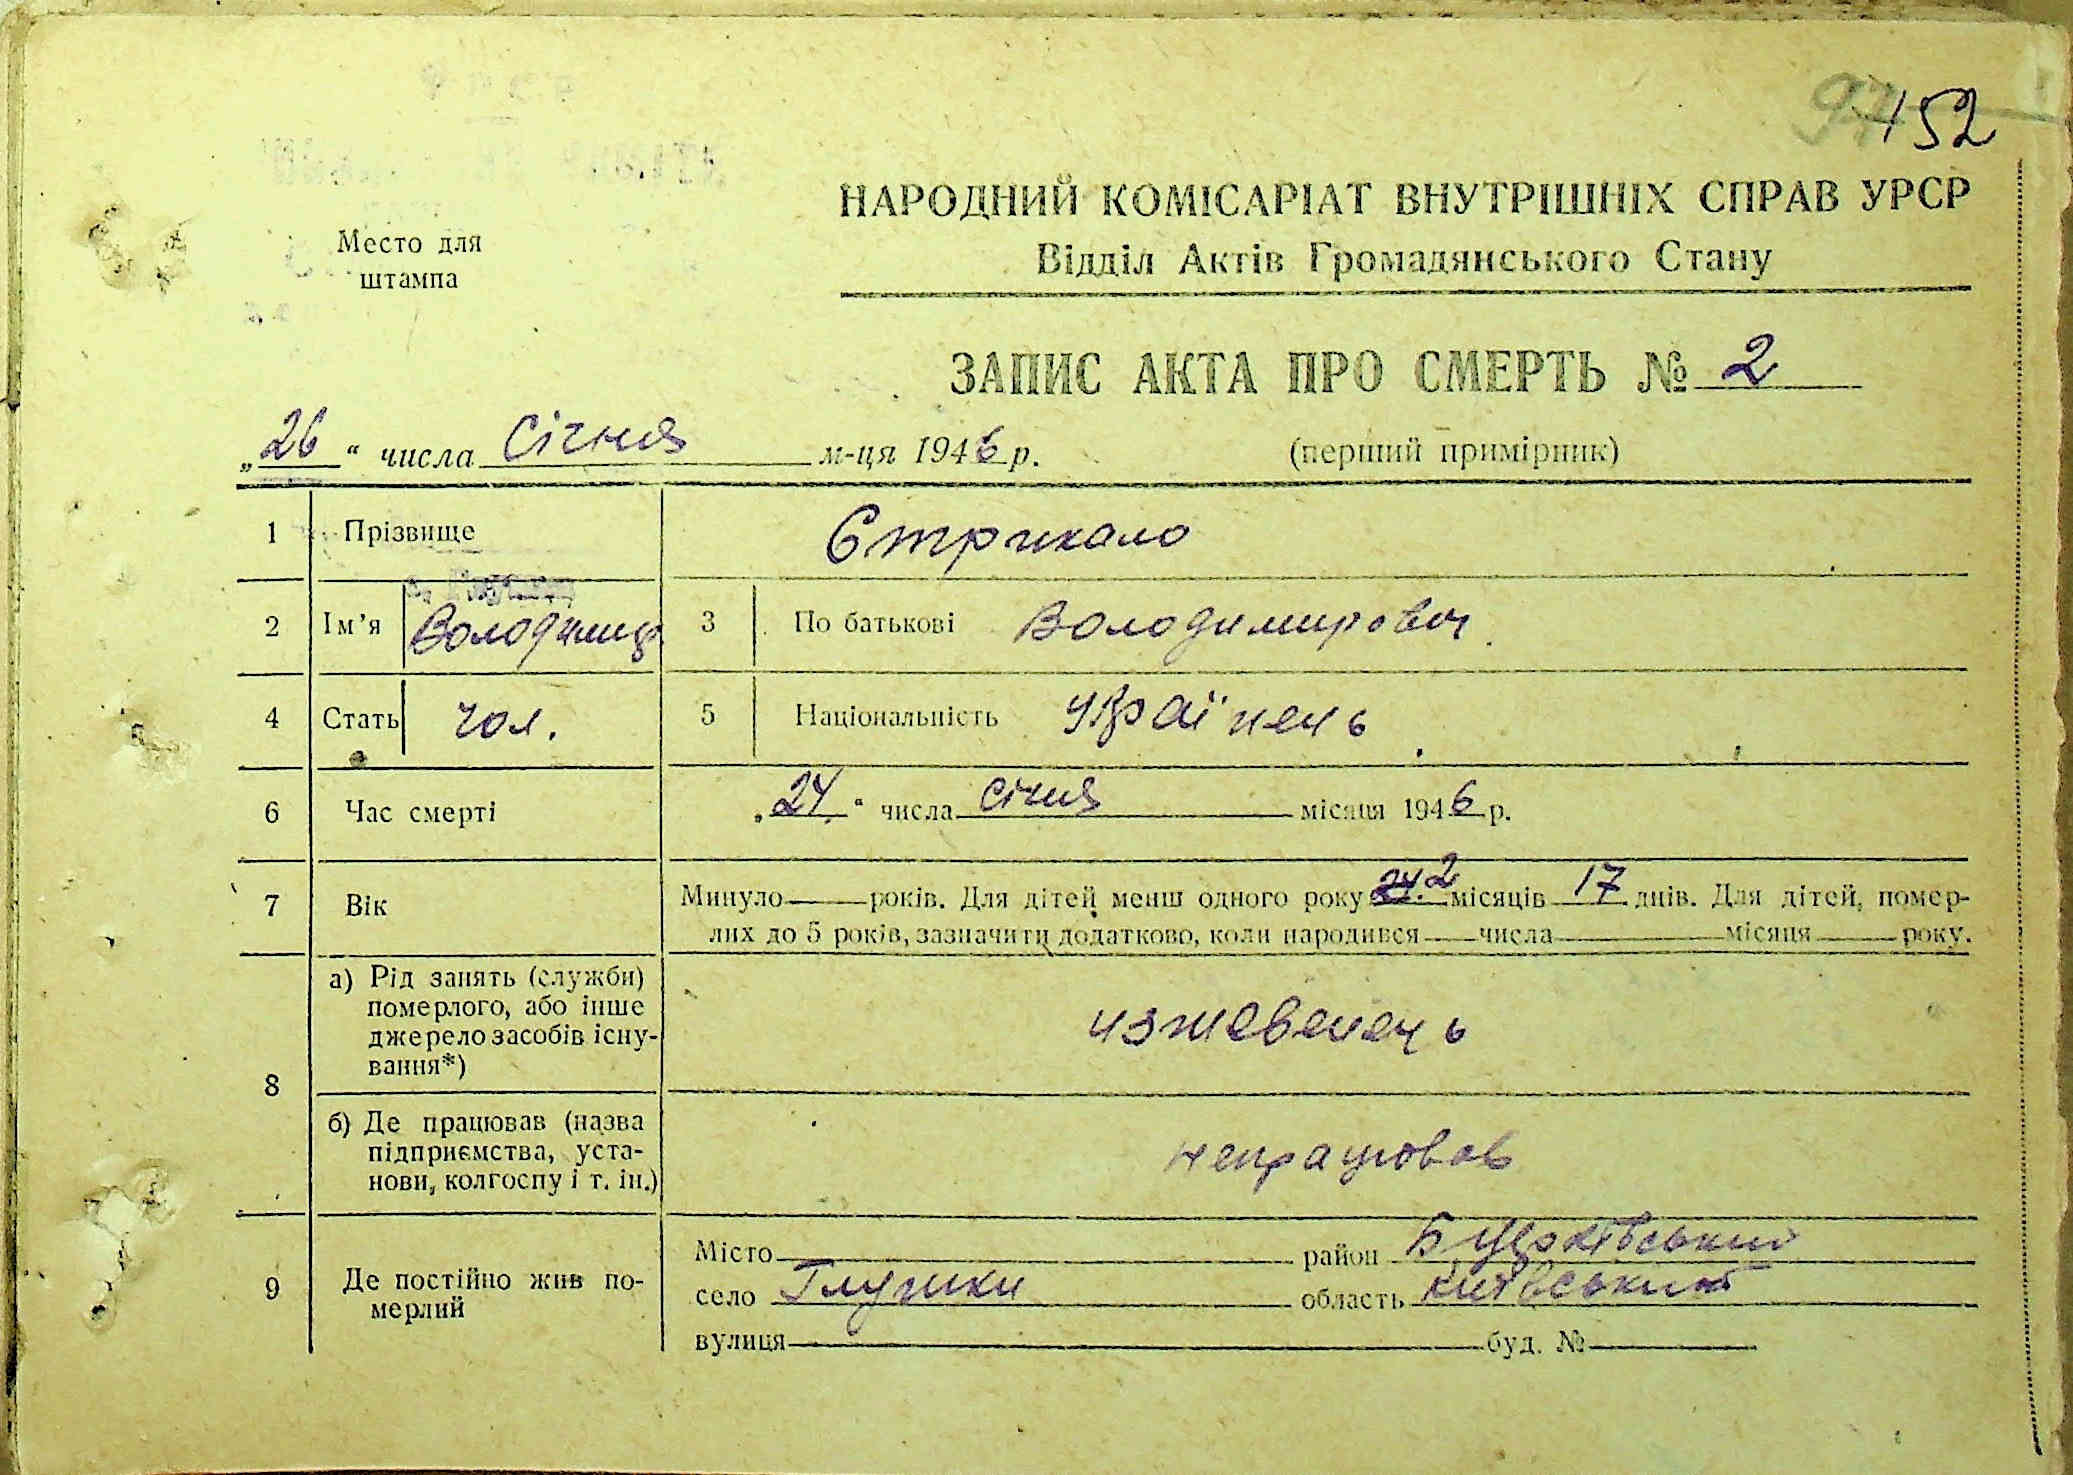 152
НАРОДНИЙ КОМІСАРІАТ ВНУТРІШНІХ СПРАВ УРСР
Место для
штампа
Відділ Актів Громадянського Стану
ЗАПИС АКТА ПРО СМЕРТЬ № 2
„26“ числа Січня м-ця 1946 р. (перший примірник)
1 Прізвище Стрикало
2 Ім’я Володимир 3 По батькові Володимирович
4 Стать чол. 5 Національність українець
6 Час смерті „24.“ числа січня місяця 1946 р.
7 Вік Минуло — років. Для дітей менш одного року 2 місяців 17 днів. Для дітей, помер-
лих до 5 років, зазначити додатково, коли народився — числа — місяця — року.
8 а) Рід занять (служби)
померлого, або інше
джерело засобів існу-
вання*) изжевенець
б) Де працював (назва
підприємства, уста-
нови, колгоспу і т. ін.) непрацював
9 Де постійно жив по-
мерлий
Місто — район Б Церківський
село Глушки область київський
вулиця — буд. № —